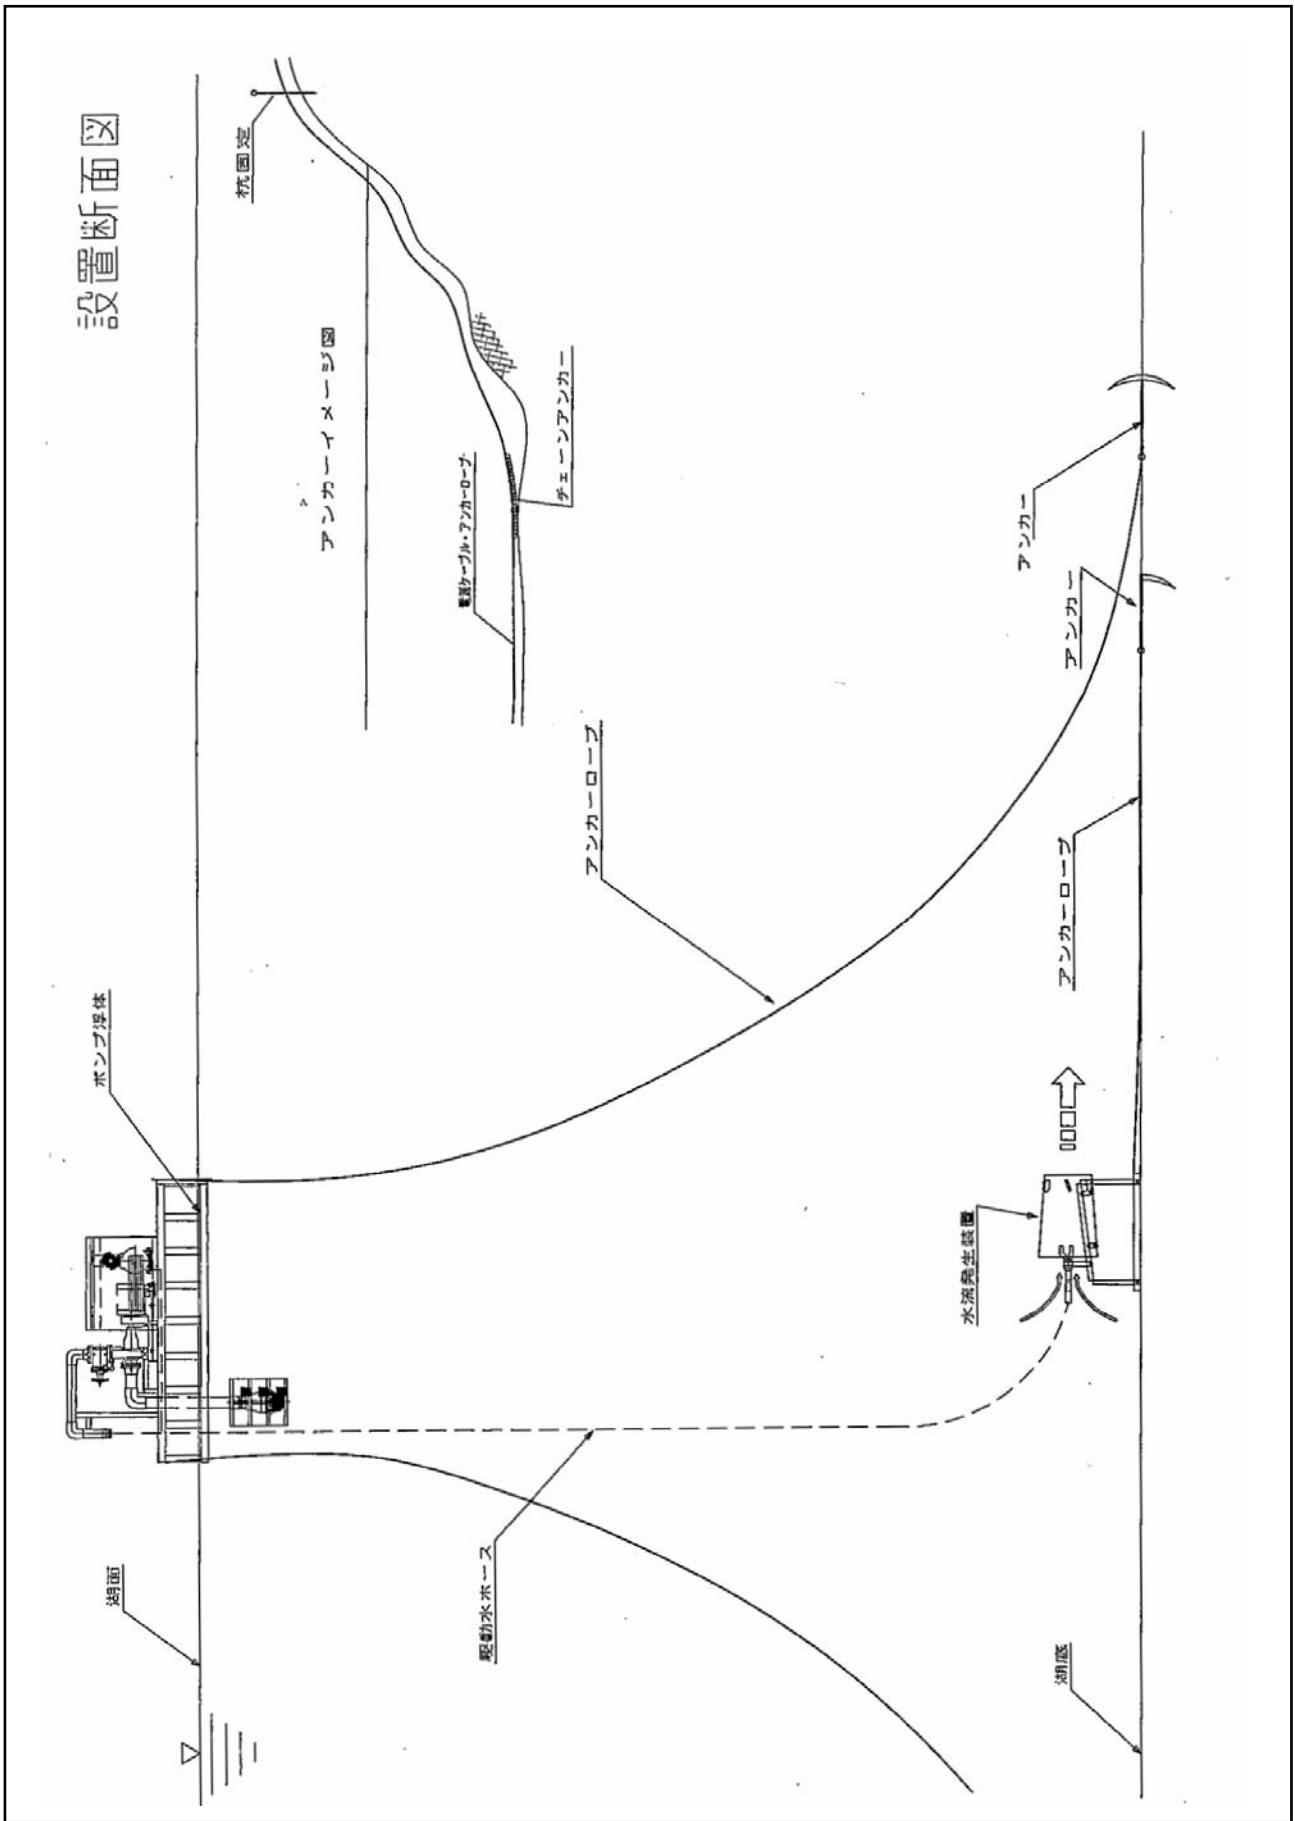 設置断面図
杭固定
アンカーイメージ図
電源ケーブル・アンカーロープ
チェーンアンカー
ポンプ浮体
湖面
アンカーロープ
駆動水ホース
アンカー
アンカー
アンカーロープ
水流発生装置
湖底